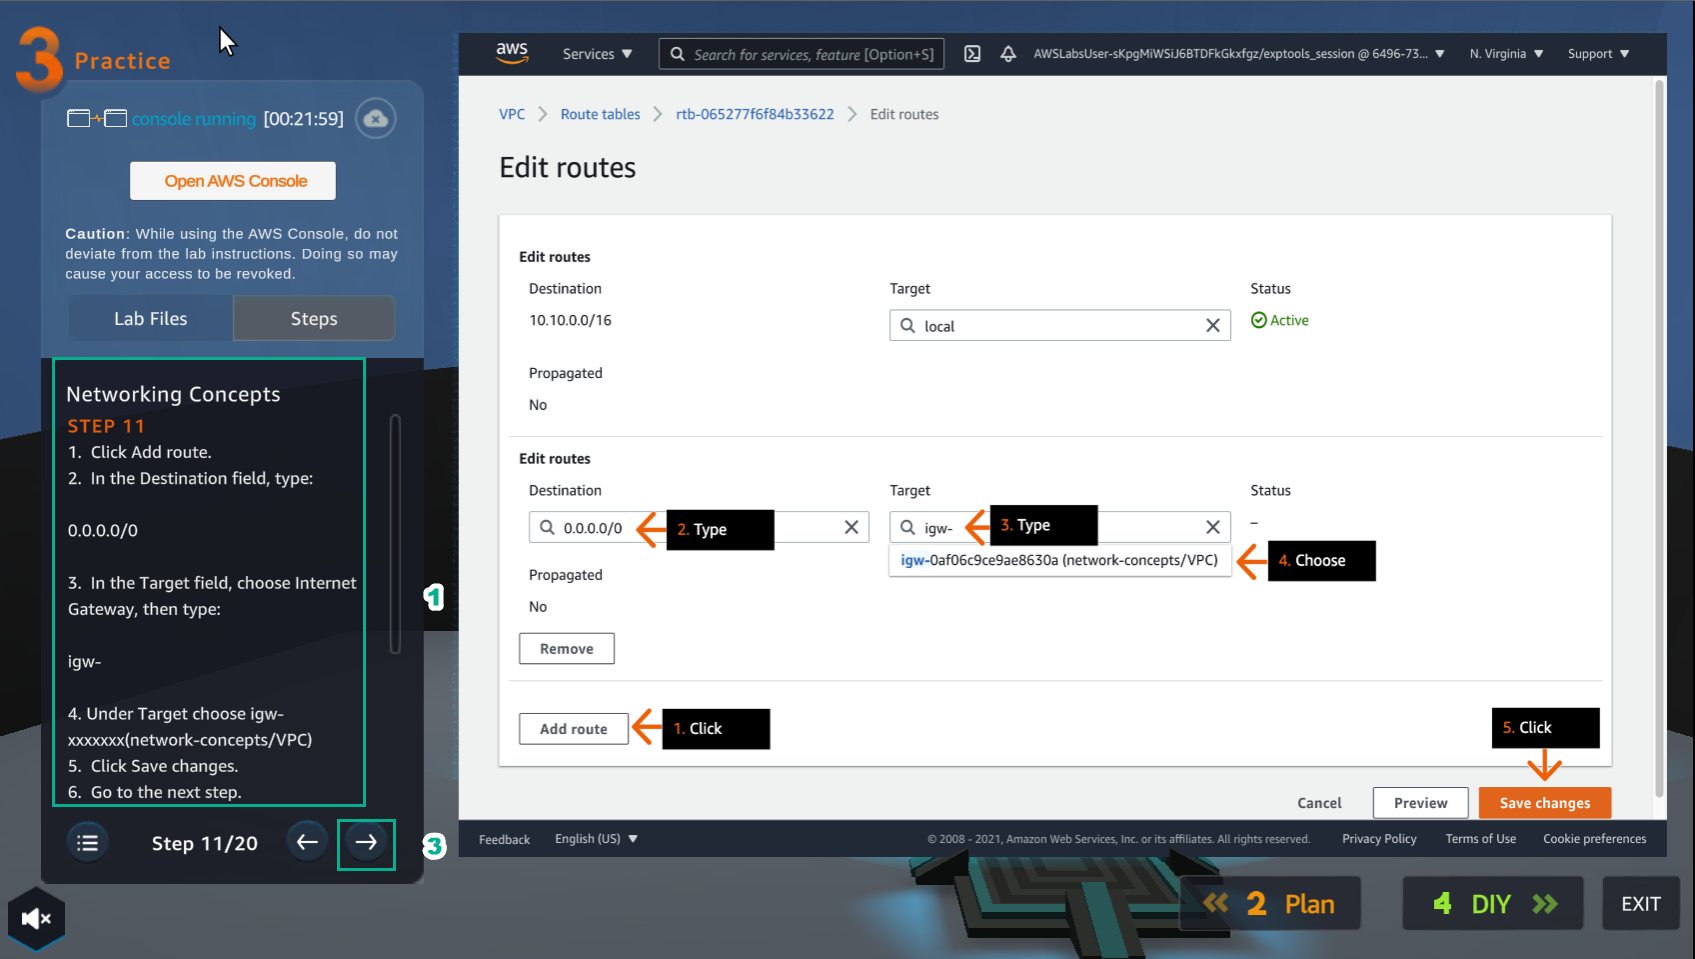 3 Practice
console running [00:21:59]
Open AWS Console
Caution: While using the AWS Console, do not
deviate from the lab instructions. Doing so may
cause your access to be revoked.
Lab Files
Steps
Networking Concepts
STEP 11
1. Click Add route.
2. In the Destination field, type:
0.0.0.0/0
3. In the Target field, choose Internet
Gateway, then type:
igw-
4. Under Target choose igw-
xxxxxxx(network-concepts/VPC)
5. Click Save changes.
6. Go to the next step.
1
Step 11/20
3
aws
Services
Search for services, feature [Option+S]
AWSLabsUser-sKpgMiWSiJ6BTDFkGkxfgz/exptools_session @ 6496-73...
N. Virginia
Support
VPC > Route tables > rtb-065277f6f84b33622 > Edit routes
Edit routes
Edit routes
Destination
Target
Status
10.10.0.0/16
local
Active
Propagated
No
Edit routes
Destination
Target
Status
0.0.0.0/0
2. Type
igw-
3. Type
–
igw-0af06c9ce9ae8630a (network-concepts/VPC)
4. Choose
Propagated
No
Remove
Add route
1. Click
5. Click
Cancel
Preview
Save changes
Feedback
English (US)
© 2008 - 2021, Amazon Web Services, Inc. or its affiliates. All rights reserved.
Privacy Policy
Terms of Use
Cookie preferences
2 Plan
4 DIY
EXIT